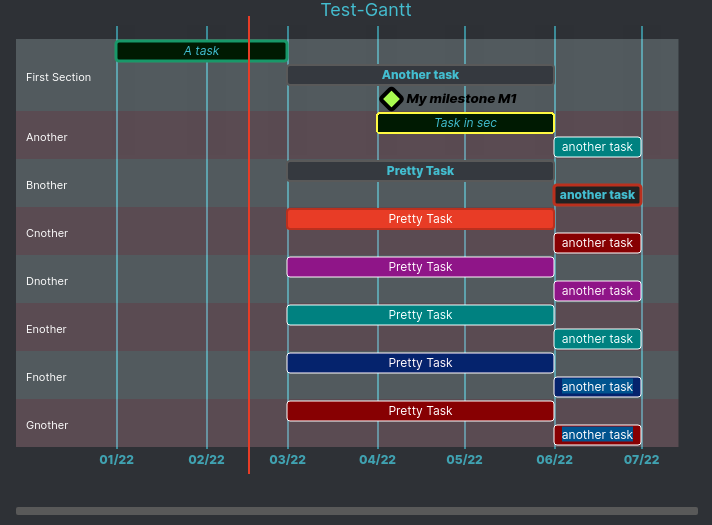 Test-Gantt
A task
First Section
Another task
My milestone M1
Task in sec
Another
another task
Pretty Task
Bnother
another task
Pretty Task
Cnother
another task
Pretty Task
Dnother
another task
Pretty Task
Enother
another task
Pretty Task
Fnother
another task
Pretty Task
Gnother
another task
01/22 02/22 03/22 04/22 05/22 06/22 07/22